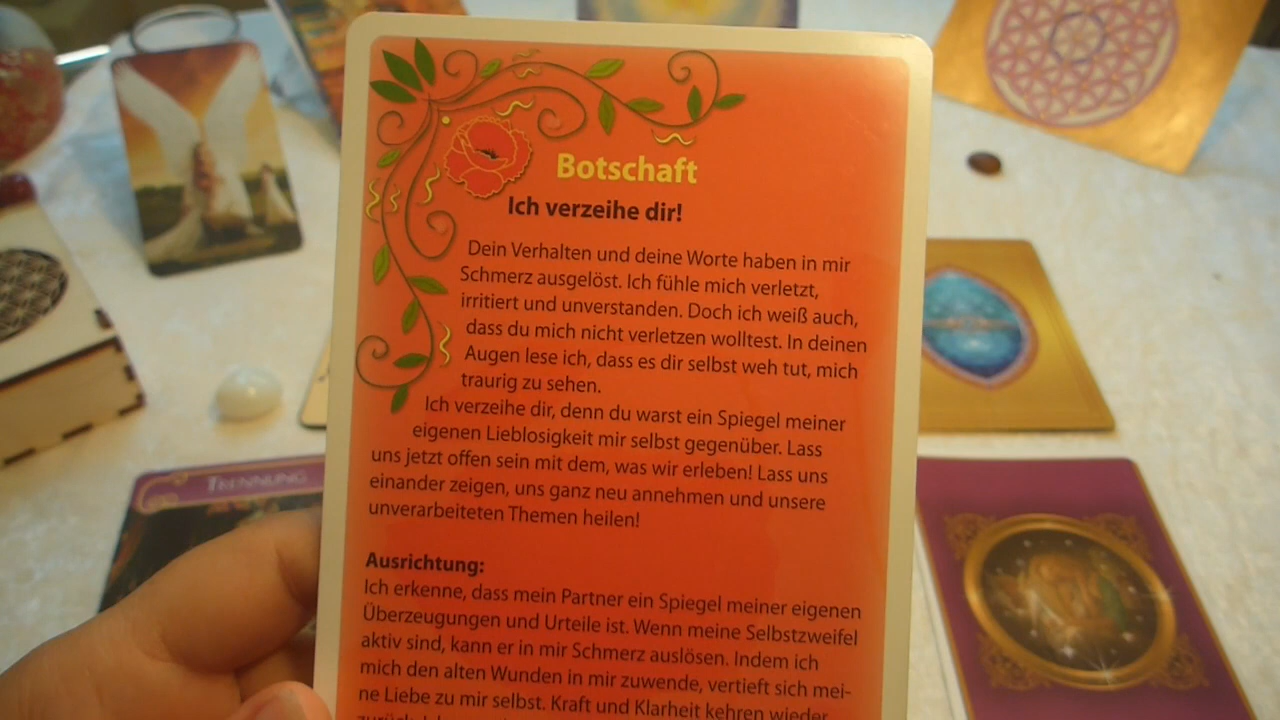 Botschaft
Ich verzeihe dir!
Dein Verhalten und deine Worte haben in mir
Schmerz ausgelöst. Ich fühle mich verletzt,
irritiert und unverstanden. Doch ich weiß auch,
dass du mich nicht verletzen wolltest. In deinen
Augen lese ich, dass es dir selbst weh tut, mich
traurig zu sehen.
Ich verzeihe dir, denn du warst ein Spiegel meiner
eigenen Lieblosigkeit mir selbst gegenüber. Lass
uns jetzt offen sein mit dem, was wir erleben! Lass uns
einander zeigen, uns ganz neu annehmen und unsere
unverarbeiteten Themen heilen!
Ausrichtung:
Ich erkenne, dass mein Partner ein Spiegel meiner eigenen
Überzeugungen und Urteile ist. Wenn meine Selbstzweifel
aktiv sind, kann er in mir Schmerz auslösen. Indem ich
mich den alten Wunden in mir zuwende, vertieft sich mei-
ne Liebe zu mir selbst. Kraft und Klarheit kehren wieder
TRENNUNG